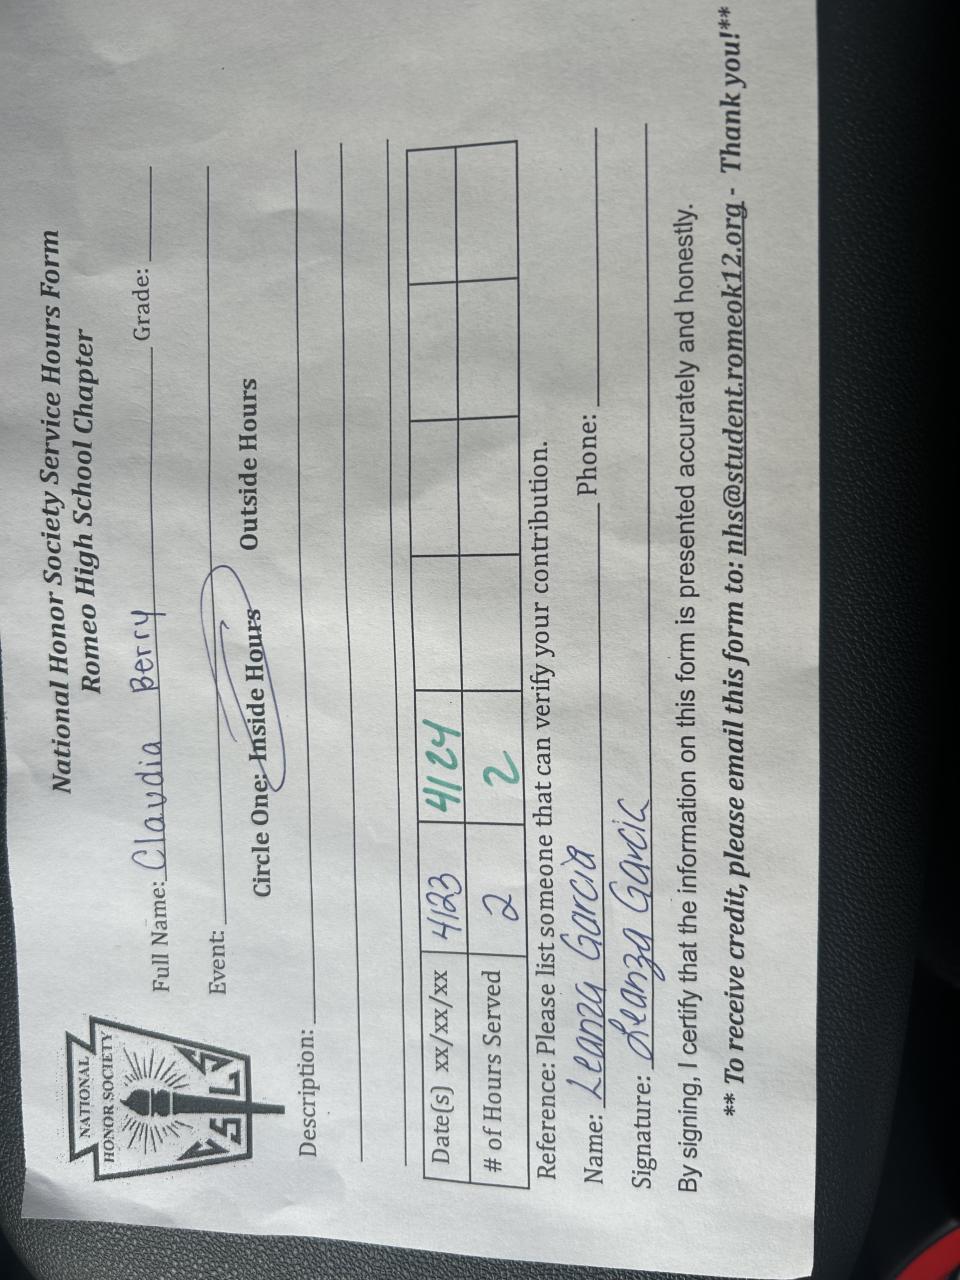 National Honor Society Service Hours Form
Romeo High School Chapter
NATIONAL
HONOR SOCIETY
C S L S
Full Name: Claudia Berry Grade:
Event:
Circle One: Inside Hours Outside Hours
Description:
Date(s) xx/xx/xx 4/23 4/24
# of Hours Served 2 2
Reference: Please list someone that can verify your contribution.
Name: Leanza Garcia Phone:
Signature: Leanza Garcia
By signing, I certify that the information on this form is presented accurately and honestly.
** To receive credit, please email this form to: nhs@student.romeok12.org - Thank you!**